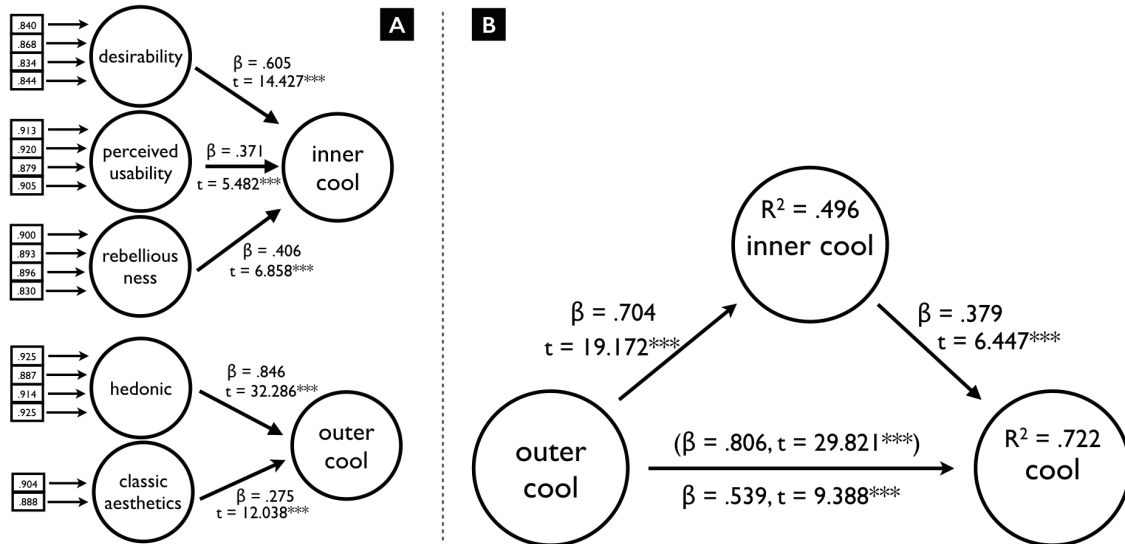 A
.840
.868
.834
.844
desirability
β = .605
t = 14.427***
.913
.920
.879
.905
perceived
usability
β = .371
t = 5.482***
inner
cool
.900
.893
.896
.830
rebellious
ness
β = .406
t = 6.858***
.925
.887
.914
.925
hedonic
β = .846
t = 32.286***
outer
cool
.904
.888
classic
aesthetics
β = .275
t = 12.038***
B
R² = .496
inner cool
β = .704
t = 19.172***
β = .379
t = 6.447***
outer
cool
(β = .806, t = 29.821***)
β = .539, t = 9.388***
R² = .722
cool